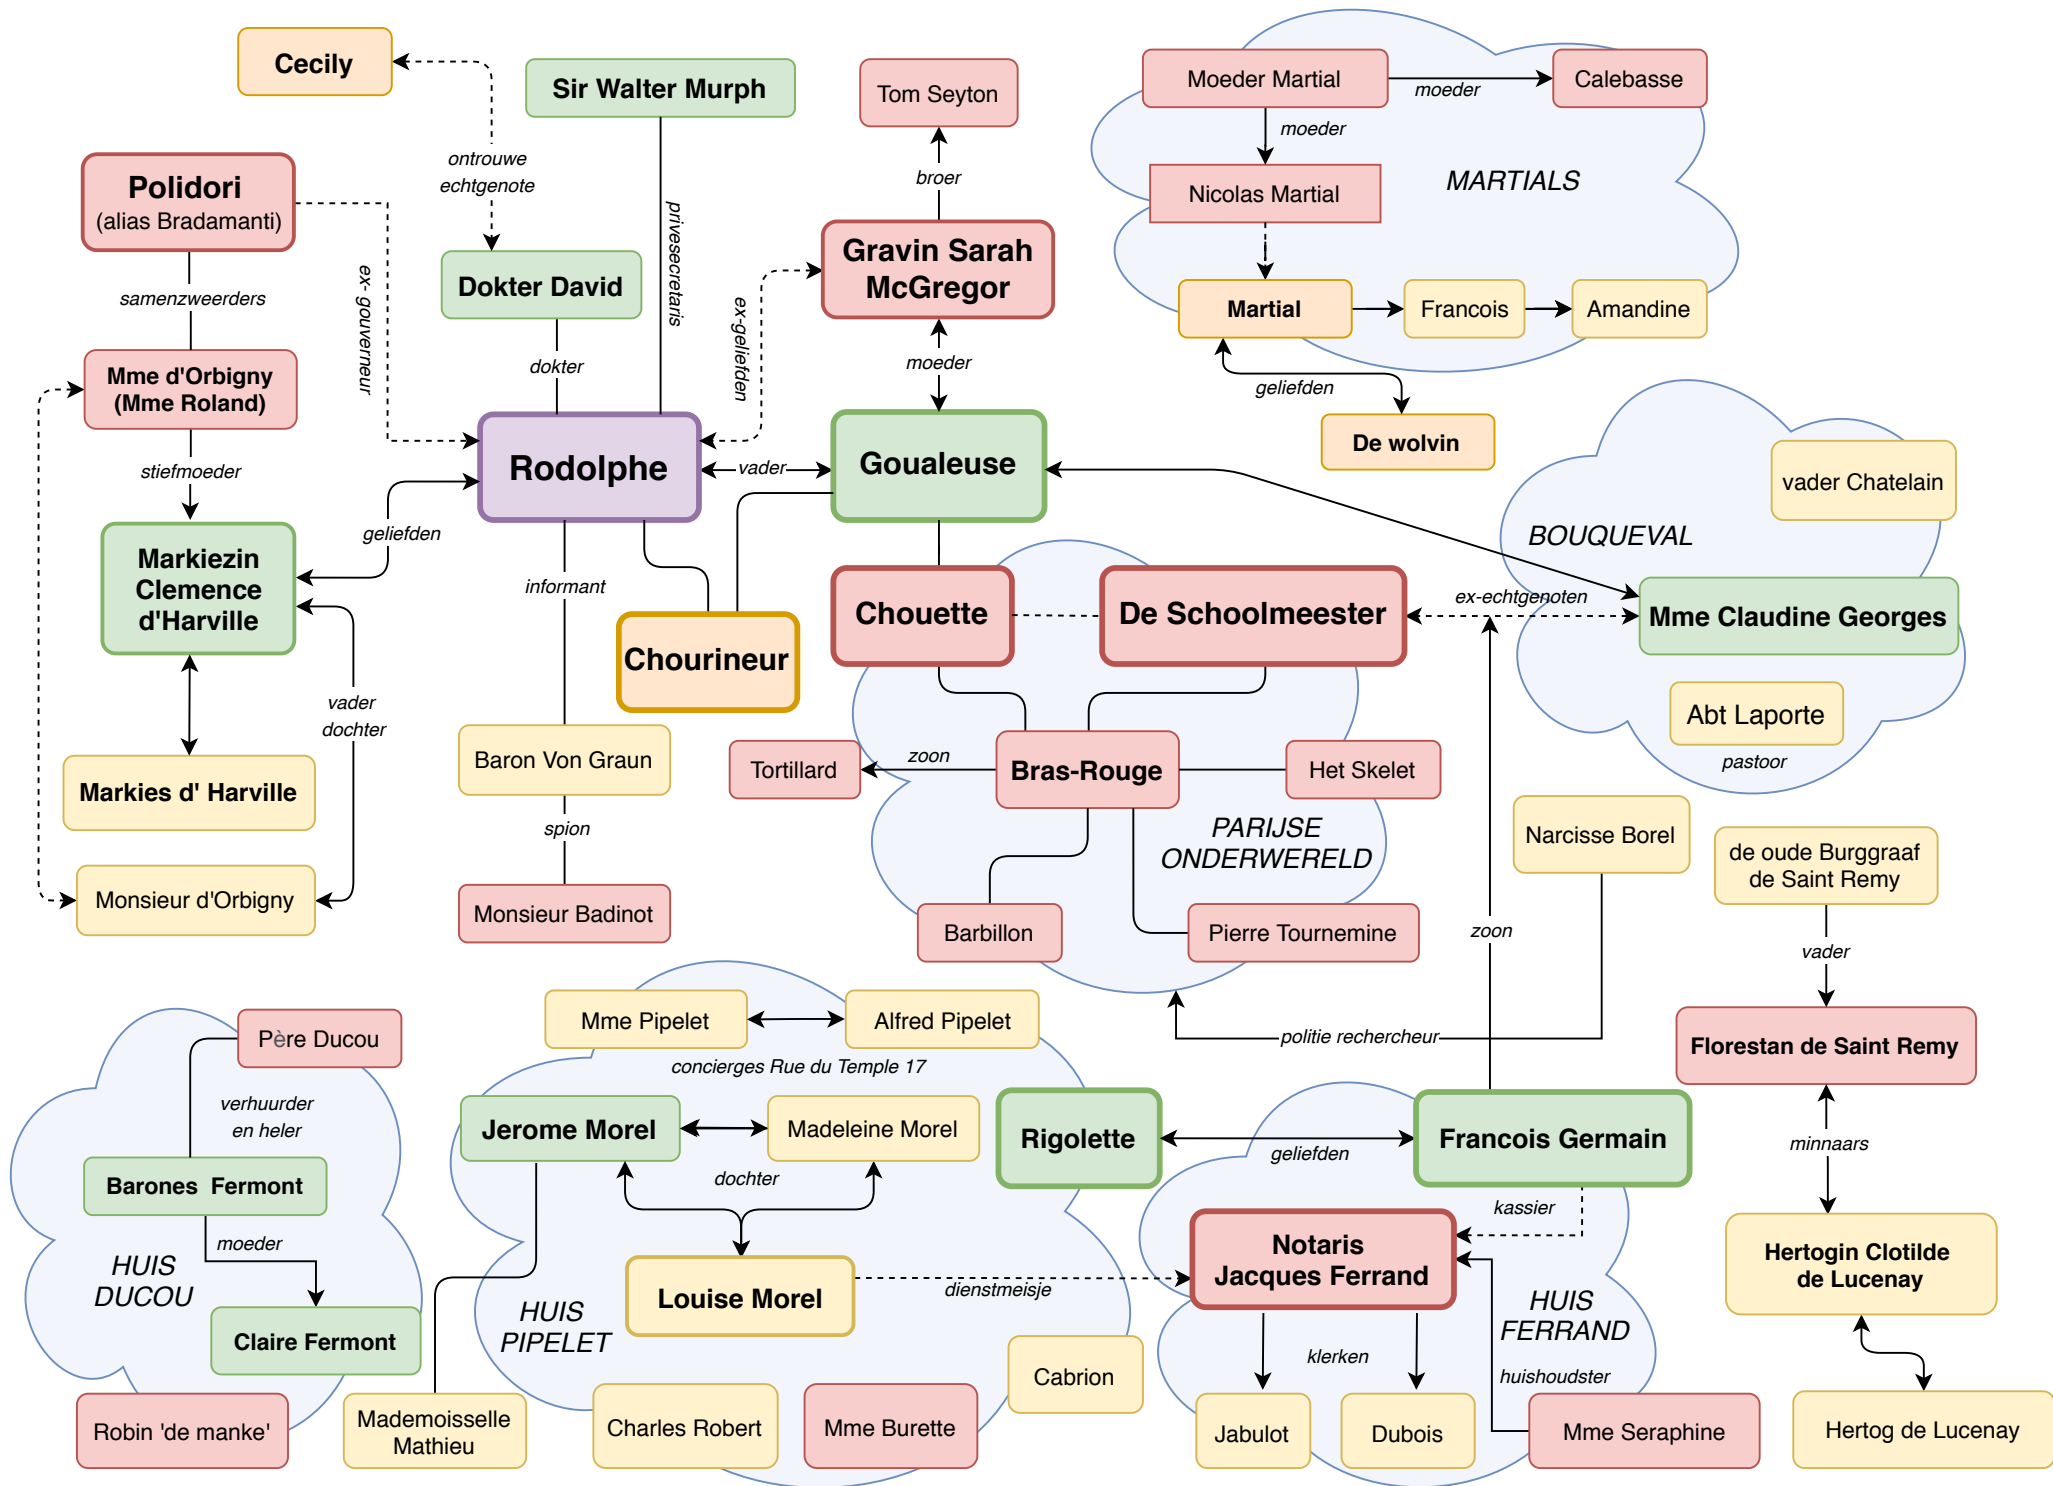 Cecily
Sir Walter Murph
Tom Seyton
Moeder Martial
moeder
Calebasse
moeder
ontrouwe
echtgenote
broer
Polidori
(alias Bradamanti)
Nicolas Martial
MARTIALS
privesecretaris
Gravin Sarah
McGregor
Dokter David
samenzweerders
ex- gouverneur
ex-geliefden
Martial
Francois
Amandine
dokter
moeder
Mme d'Orbigny
(Mme Roland)
geliefden
De wolvin
stiefmoeder
Rodolphe
vader
Goualeuse
vader Chatelain
geliefden
BOUQUEVAL
Markiezin
Clemence
d'Harville
informant
Chouette
De Schoolmeester
ex-echtgenoten
Mme Claudine Georges
Chourineur
vader
dochter
Abt Laporte
pastoor
Baron Von Graun
Tortillard
zoon
Bras-Rouge
Het Skelet
Markies d' Harville
spion
PARIJSE
ONDERWERELD
Narcisse Borel
de oude Burggraaf
de Saint Remy
Monsieur d'Orbigny
Monsieur Badinot
Barbillon
Pierre Tournemine
zoon
vader
Mme Pipelet
Alfred Pipelet
Père Ducou
politie rechercheur
Florestan de Saint Remy
concierges Rue du Temple 17
verhuurder
en heler
Jerome Morel
Madeleine Morel
Rigolette
geliefden
Francois Germain
minnaars
dochter
Barones  Fermont
kassier
moeder
HUIS
DUCOU
Notaris
Jacques Ferrand
Hertogin Clotilde
de Lucenay
Louise Morel
dienstmeisje
HUIS
PIPELET
HUIS
FERRAND
Claire Fermont
klerken
huishoudster
Cabrion
Robin 'de manke'
Mademoisselle
Mathieu
Charles Robert
Mme Burette
Jabulot
Dubois
Mme Seraphine
Hertog de Lucenay